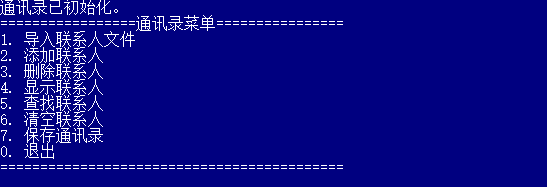 通讯录已初始化。
=================通讯录菜单================
1. 导入联系人文件
2. 添加联系人
3. 删除联系人
4. 显示联系人
5. 查找联系人
6. 清空联系人
7. 保存通讯录
0. 退出
===========================================